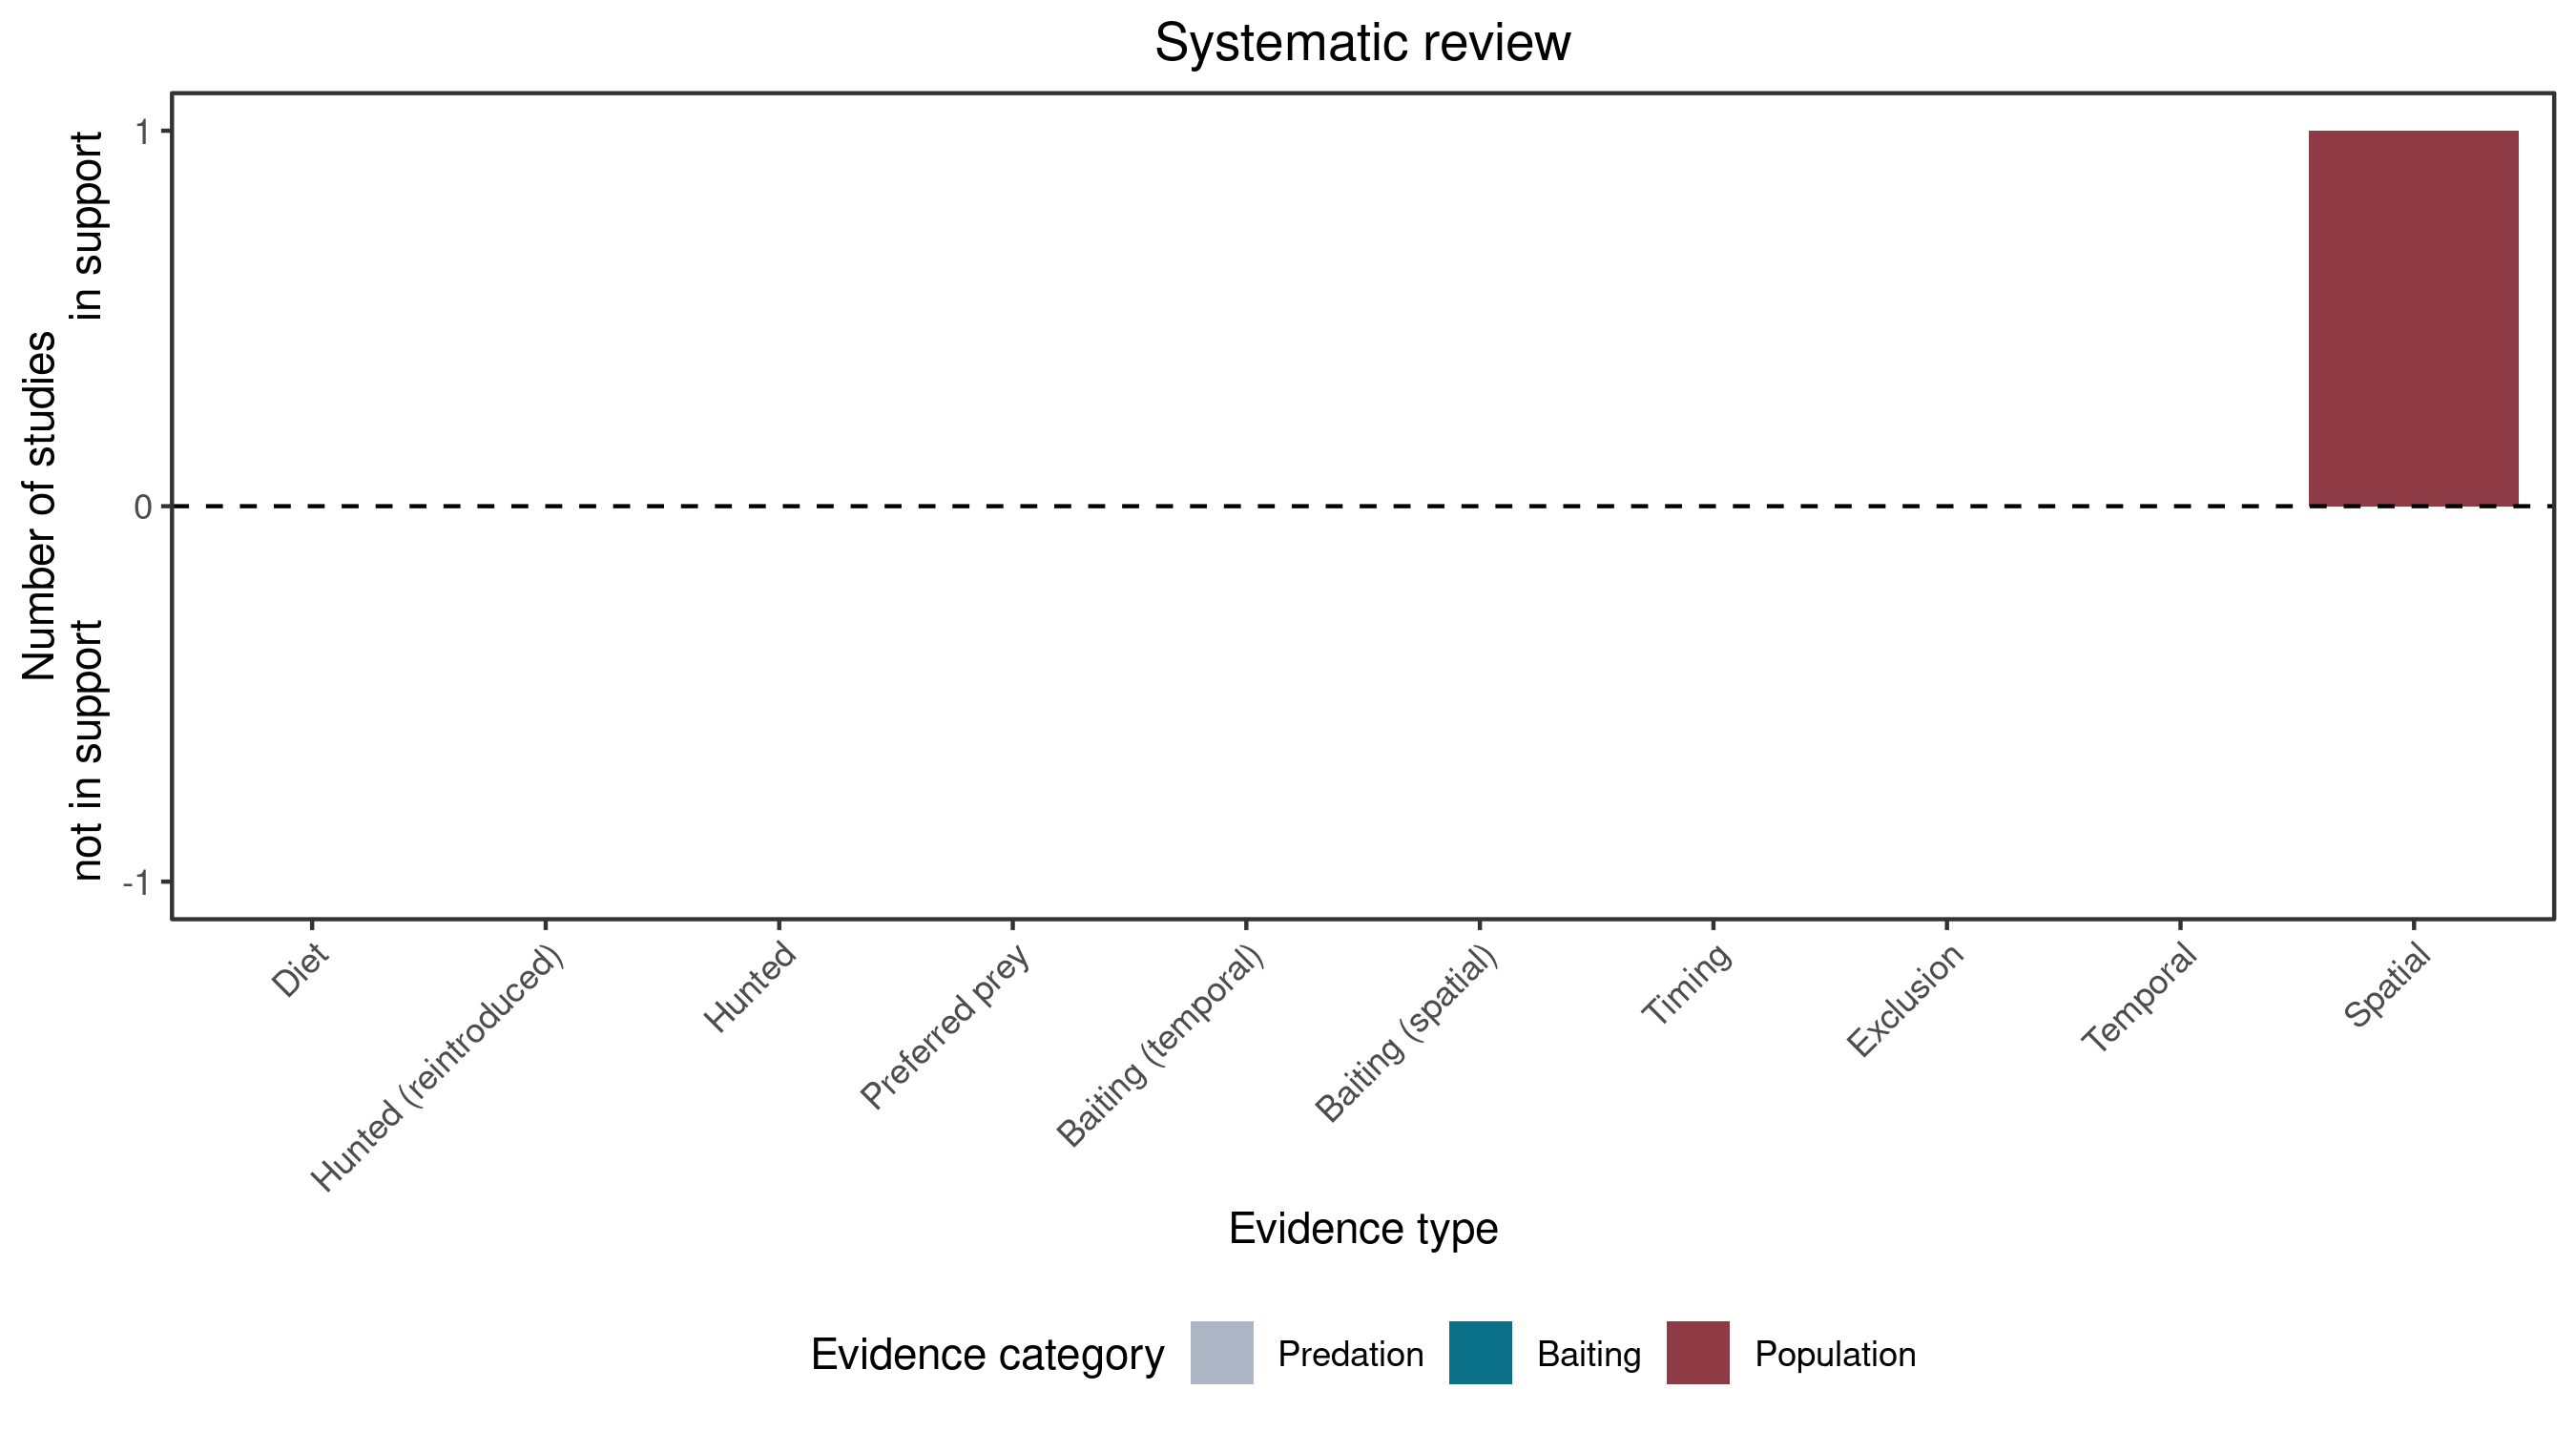 Systematic review
Number of studies
not in support in support
1
0
-1
Diet
Hunted (reintroduced)
Hunted
Preferred prey
Baiting (temporal)
Baiting (spatial)
Timing
Exclusion
Temporal
Spatial
Evidence type
Evidence category Predation Baiting Population